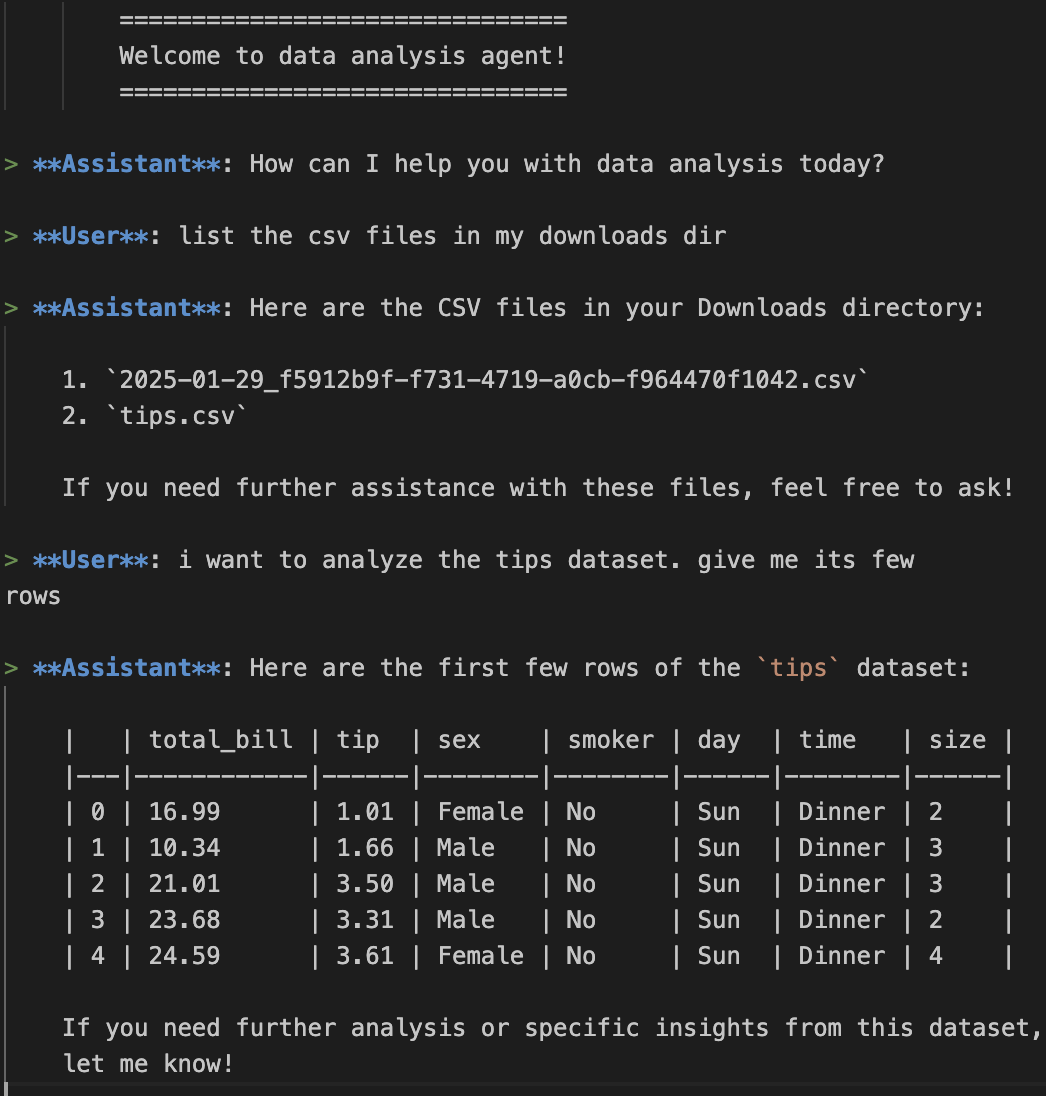 ===============================
Welcome to data analysis agent!
===============================
> **Assistant**: How can I help you with data analysis today?
> **User**: list the csv files in my downloads dir
> **Assistant**: Here are the CSV files in your Downloads directory:
1. `2025-01-29_f5912b9f-f731-4719-a0cb-f964470f1042.csv`
2. `tips.csv`
If you need further assistance with these files, feel free to ask!
> **User**: i want to analyze the tips dataset. give me its few
rows
> **Assistant**: Here are the first few rows of the `tips` dataset:
|   | total_bill | tip  | sex    | smoker | day  | time   | size |
|---|------------|------|--------|--------|------|--------|------|
| 0 | 16.99      | 1.01 | Female | No     | Sun  | Dinner | 2    |
| 1 | 10.34      | 1.66 | Male   | No     | Sun  | Dinner | 3    |
| 2 | 21.01      | 3.50 | Male   | No     | Sun  | Dinner | 3    |
| 3 | 23.68      | 3.31 | Male   | No     | Sun  | Dinner | 2    |
| 4 | 24.59      | 3.61 | Female | No     | Sun  | Dinner | 4    |
If you need further analysis or specific insights from this dataset,
let me know!